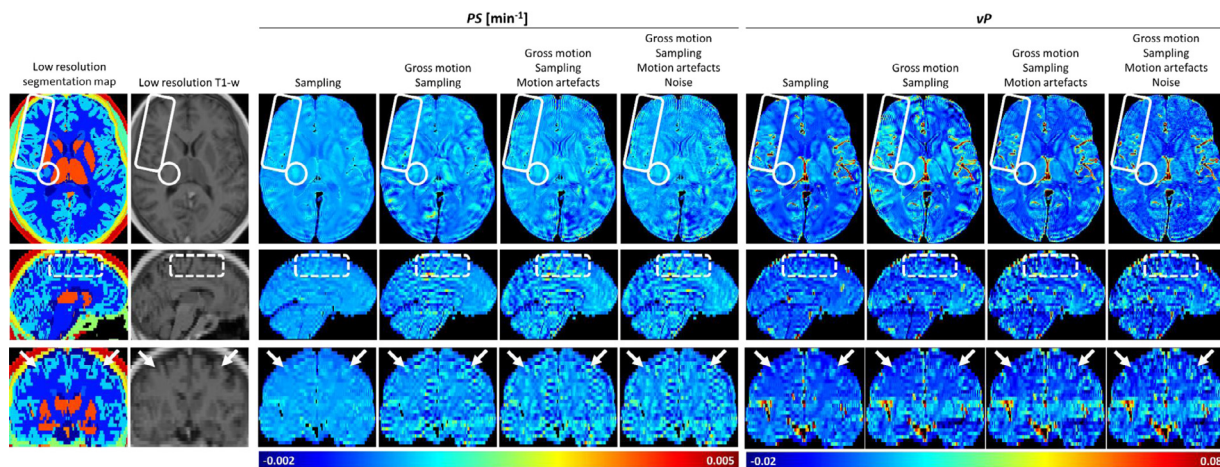 PS [min-1]
vP
Low resolution
segmentation map
Low resolution T1-w
Sampling
Gross motion
Sampling
Gross motion
Sampling
Motion artefacts
Gross motion
Sampling
Motion artefacts
Noise
Sampling
Gross motion
Sampling
Gross motion
Sampling
Motion artefacts
Gross motion
Sampling
Motion artefacts
Noise
-0.002
0.005
-0.02
0.08